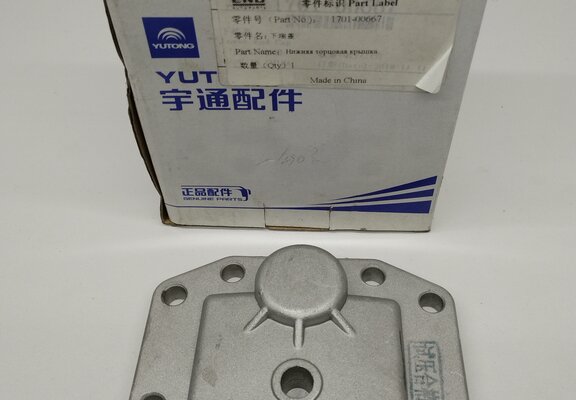 零件标识 Part Label
零件号 (Part No.): 1701-00667
零件名: 下端盖
Part Name: Нижняя торцовая крышка
数量 (Qty) 1
Made in China
YUTONG
YUT
宇通配件
正品配件
GENUINE PARTS